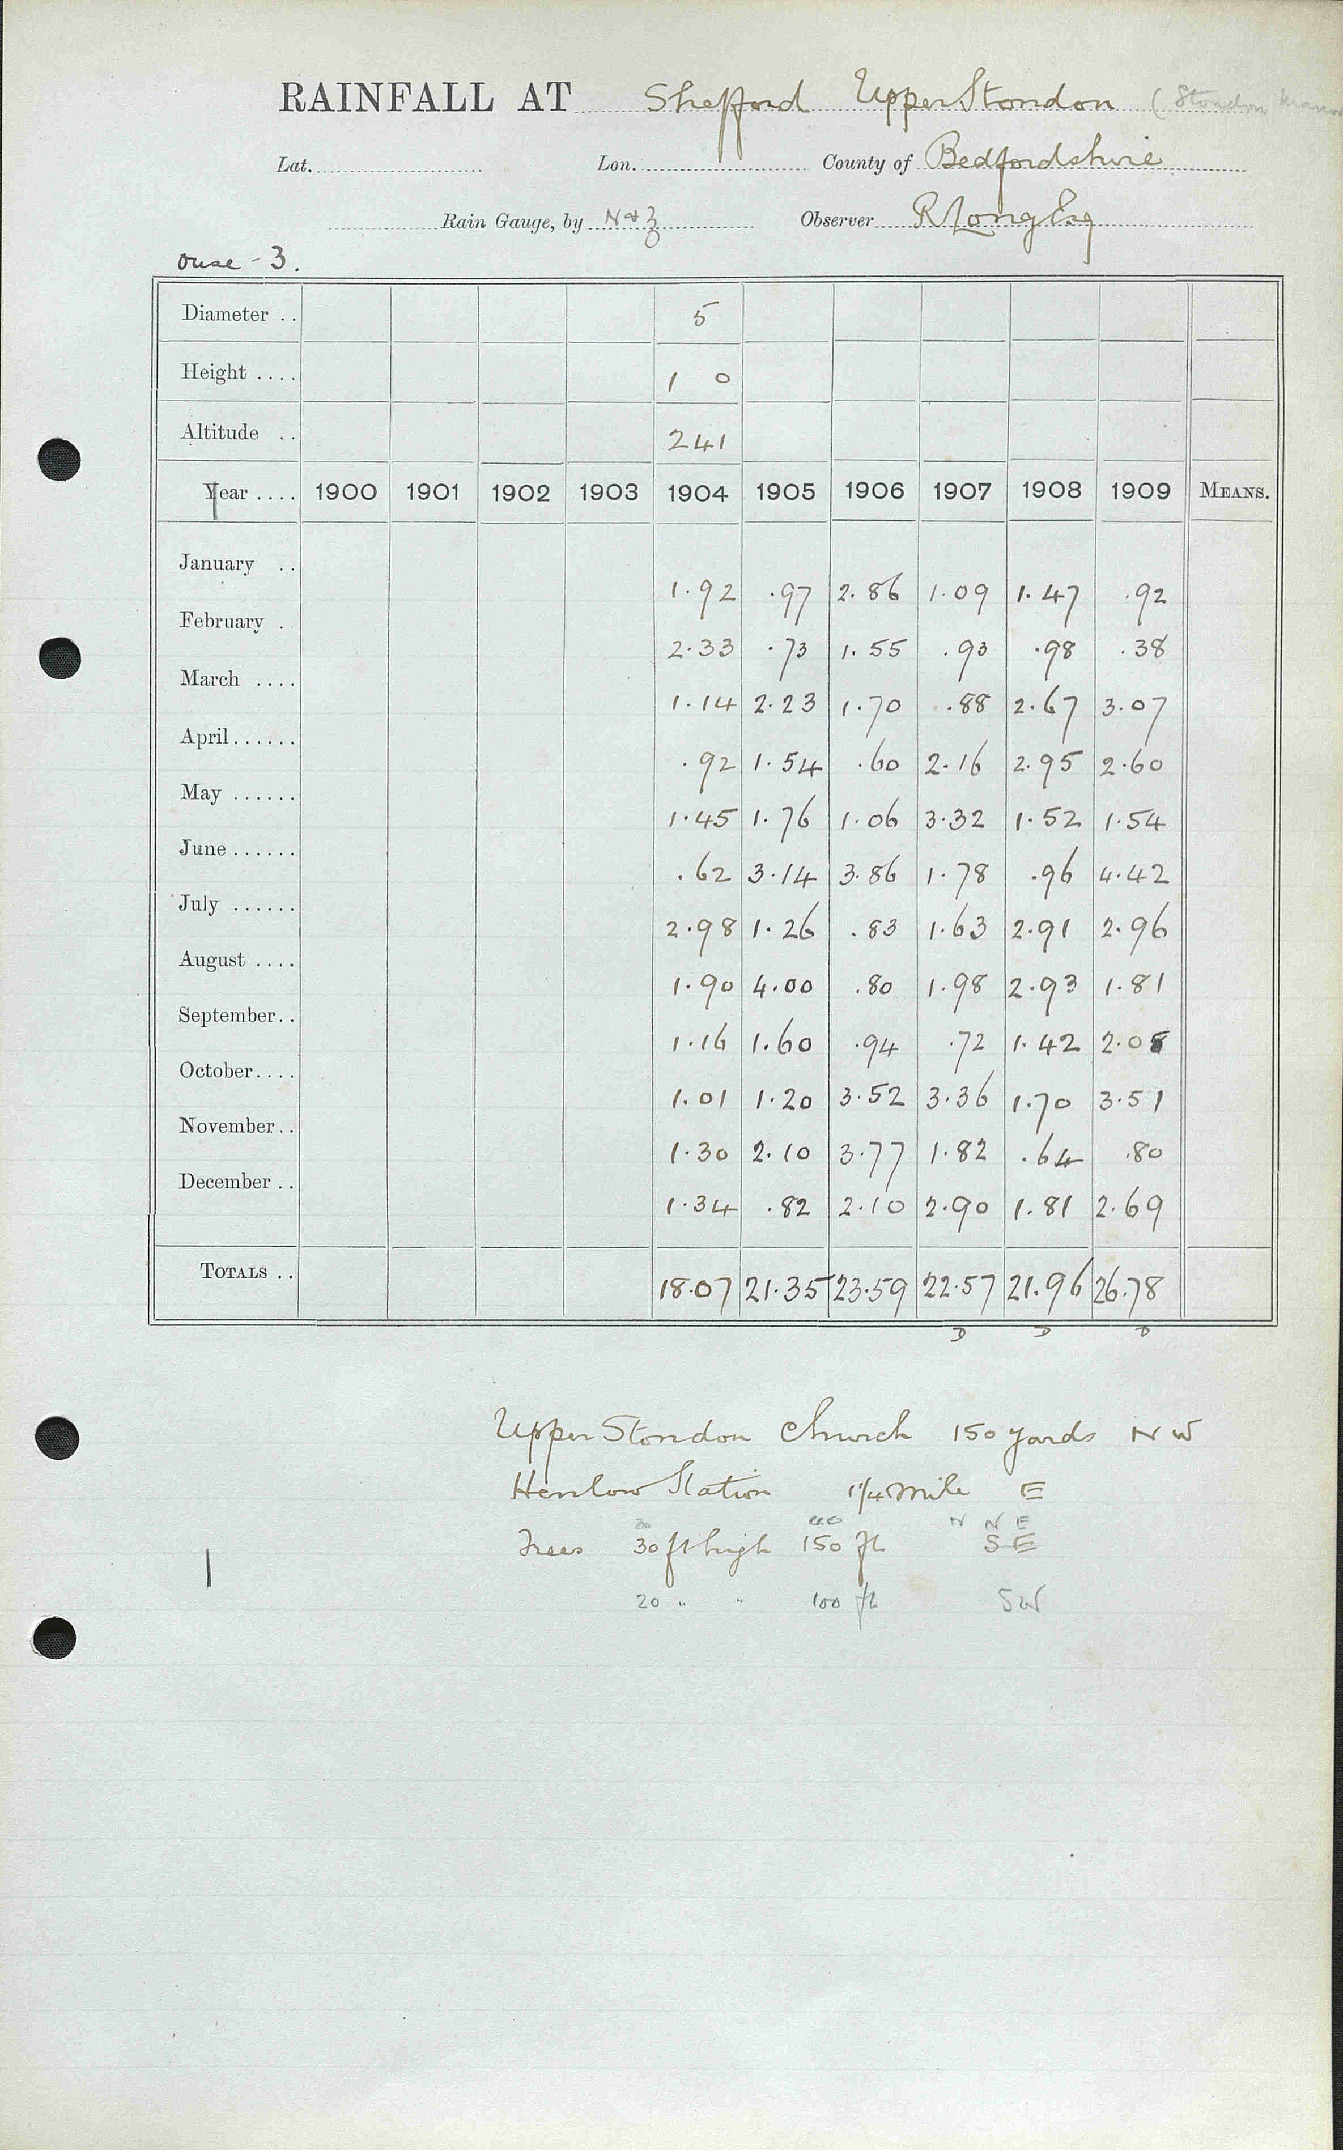 RAINFALL AT Shefford Upper Stondon (Stondon Manor
Lat. Lon. County of Bedfordshire
Rain Gauge, by N & Z Observer R Long Esq
Ouse - 3.
Diameter .. 5
Height .... 1 0
Altitude .. 241
Year .... 1900 1901 1902 1903 1904 1905 1906 1907 1908 1909 MEANS.
January .. 1.92 .97 2.86 1.09 1.47 .92
February . 2.33 .73 1.55 .93 .98 .38
March .... 1.14 2.23 1.70 .88 2.67 3.07
April...... .92 1.54 .60 2.16 2.95 2.60
May ...... 1.45 1.76 1.06 3.32 1.52 1.54
June...... .62 3.14 3.86 1.78 .96 4.42
July ...... 2.98 1.26 .83 1.63 2.91 2.96
August .... 1.90 4.00 .80 1.98 2.93 1.81
September.. 1.16 1.60 .94 .72 1.42 2.08
October.... 1.01 1.20 3.52 3.36 1.70 3.51
November.. 1.30 2.10 3.77 1.82 .64 .80
December .. 1.34 .82 2.10 2.90 1.81 2.69
TOTALS .. 18.07 21.35 23.59 22.57 21.96 26.78
D D D
Upper Stondon Church 150 yards NW
Henlow Station 1 1/4 mile E
N N E
Trees 30 ft high 150 ft SE
20 " " 100 ft SW